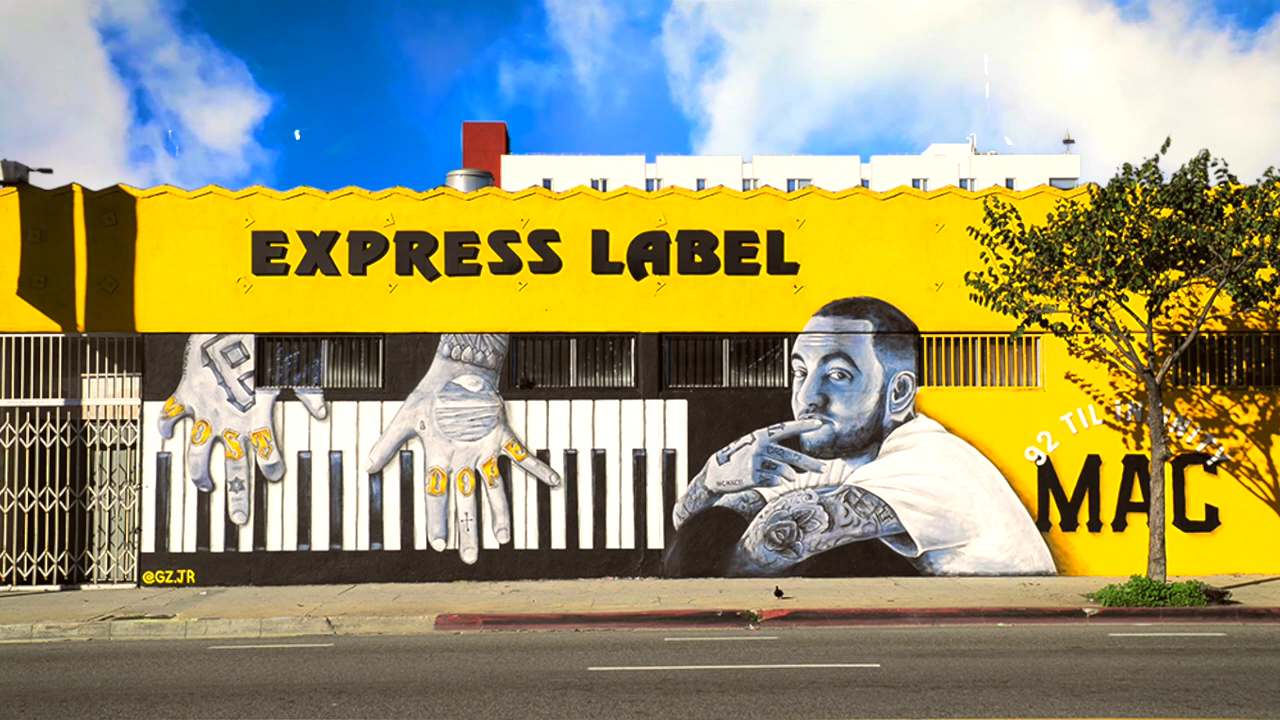 EXPRESS LABEL
MOST
DOPE
92 TIL INFINITY
MAC
@GZ.JR